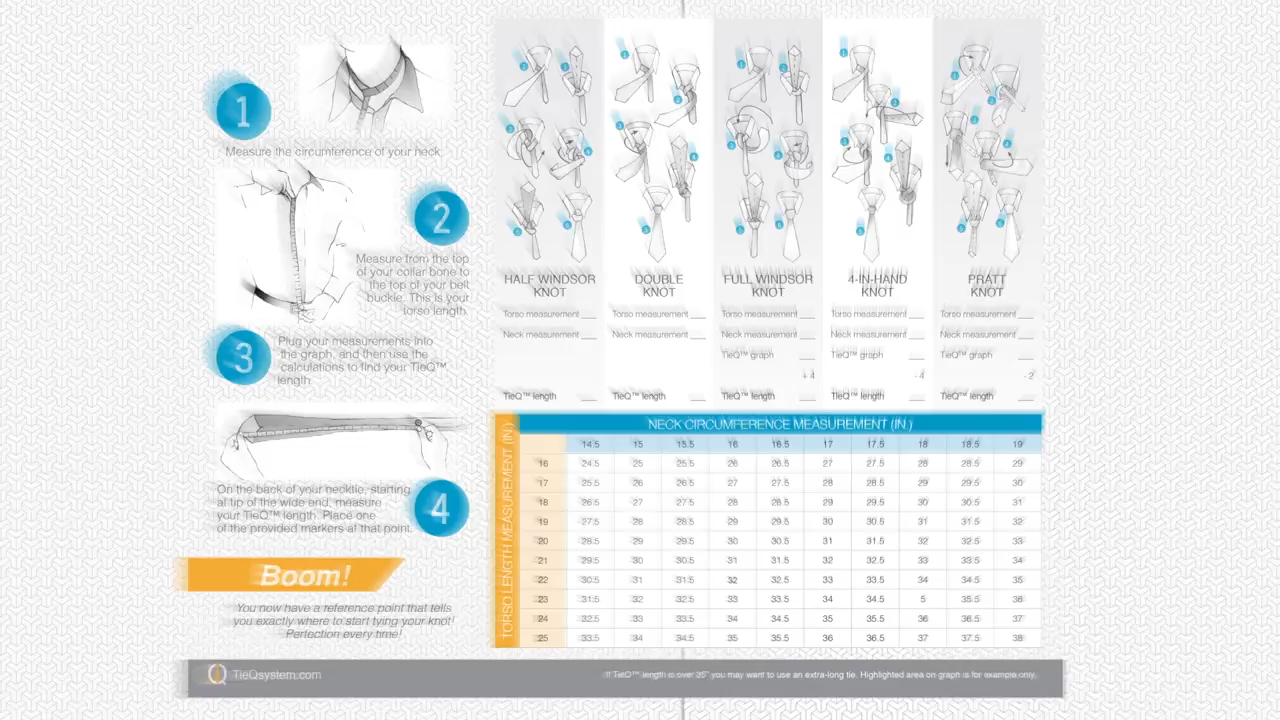 1
Measure the circumference of your neck
2
Measure from the top
of your collar bone to
the top of your belt
buckle. This is your
torso length.
3
Plug your measurements into
the graph, and then use the
calculations to find your TieQ™
length.
On the back of your necktie, starting
at tip of the wide end, measure
your TieQ™ length. Place one
of the provided markers at that point.
4
Boom!
You now have a reference point that tells
you exactly where to start tying your knot!
Perfection every time!
HALF WINDSOR
KNOT
Torso measurement ___
Neck measurement ___
TieQ™ length ___
DOUBLE
KNOT
Torso measurement ___
Neck measurement ___
TieQ™ length ___
FULL WINDSOR
KNOT
Torso measurement ___
Neck measurement ___
TieQ™ graph ___
+ 4
TieQ™ length ___
4-IN-HAND
KNOT
Torso measurement ___
Neck measurement ___
TieQ™ graph ___
- 4
TieQ™ length ___
PRATT
KNOT
Torso measurement ___
Neck measurement ___
TieQ™ graph ___
- 2
TieQ™ length ___
NECK CIRCUMFERENCE MEASUREMENT (IN.)
TORSO LENGTH MEASUREMENT (IN.)
14.5 15 15.5 16 16.5 17 17.5 18 18.5 19
16 24.5 25 25.5 26 26.5 27 27.5 28 28.5 29
17 25.5 26 26.5 27 27.5 28 28.5 29 29.5 30
18 26.5 27 27.5 28 28.5 29 29.5 30 30.5 31
19 27.5 28 28.5 29 29.5 30 30.5 31 31.5 32
20 28.5 29 29.5 30 30.5 31 31.5 32 32.5 33
21 29.5 30 30.5 31 31.5 32 32.5 33 33.5 34
22 30.5 31 31.5 32 32.5 33 33.5 34 34.5 35
23 31.5 32 32.5 33 33.5 34 34.5 5 35.5 36
24 32.5 33 33.5 34 34.5 35 35.5 36 36.5 37
25 33.5 34 34.5 35 35.5 36 36.5 37 37.5 38
TieQsystem.com
If TieQ™ length is over 35" you may want to use an extra-long tie. Highlighted area on graph is for example only.